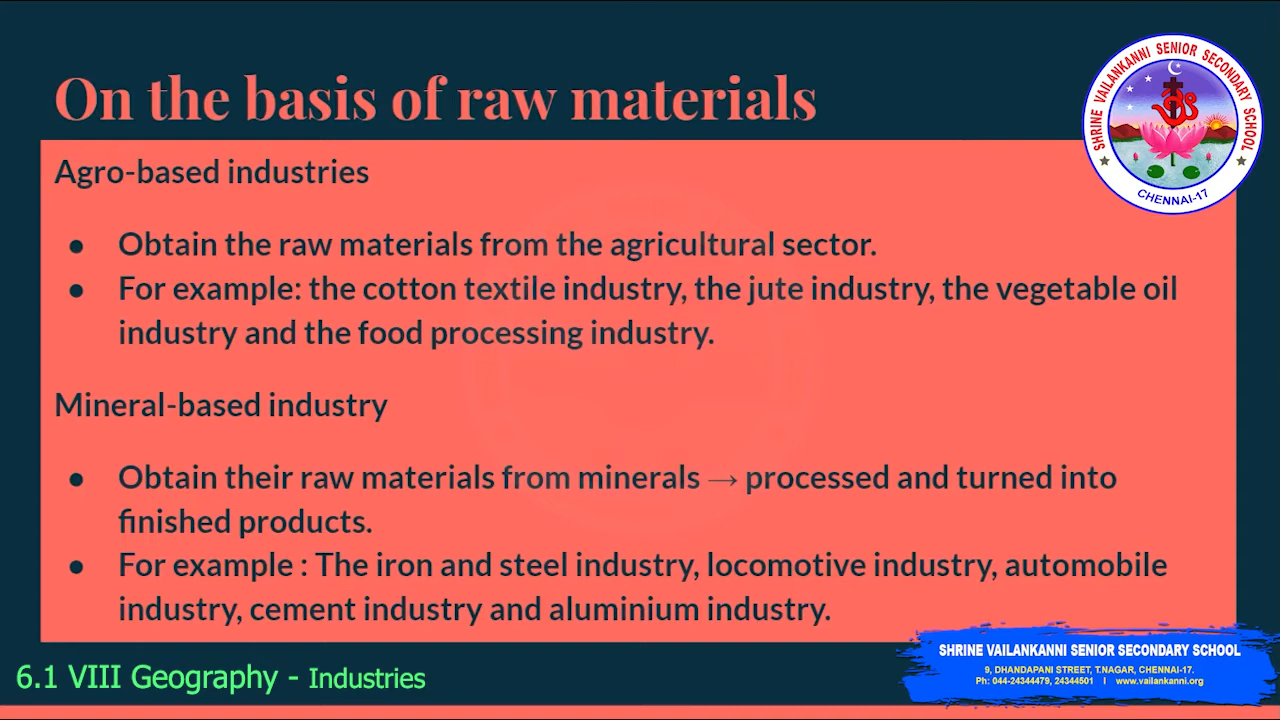 On the basis of raw materials
SHRINE VAILANKANNI SENIOR SECONDARY SCHOOL
CHENNAI-17
Agro-based industries
● Obtain the raw materials from the agricultural sector.
● For example: the cotton textile industry, the jute industry, the vegetable oil
industry and the food processing industry.
Mineral-based industry
● Obtain their raw materials from minerals → processed and turned into
finished products.
● For example : The iron and steel industry, locomotive industry, automobile
industry, cement industry and aluminium industry.
6.1 VIII Geography - Industries
SHRINE VAILANKANNI SENIOR SECONDARY SCHOOL
9, DHANDAPANI STREET, T.NAGAR, CHENNAI-17.
Ph: 044-24344479, 24344501 I www.vailankanni.org